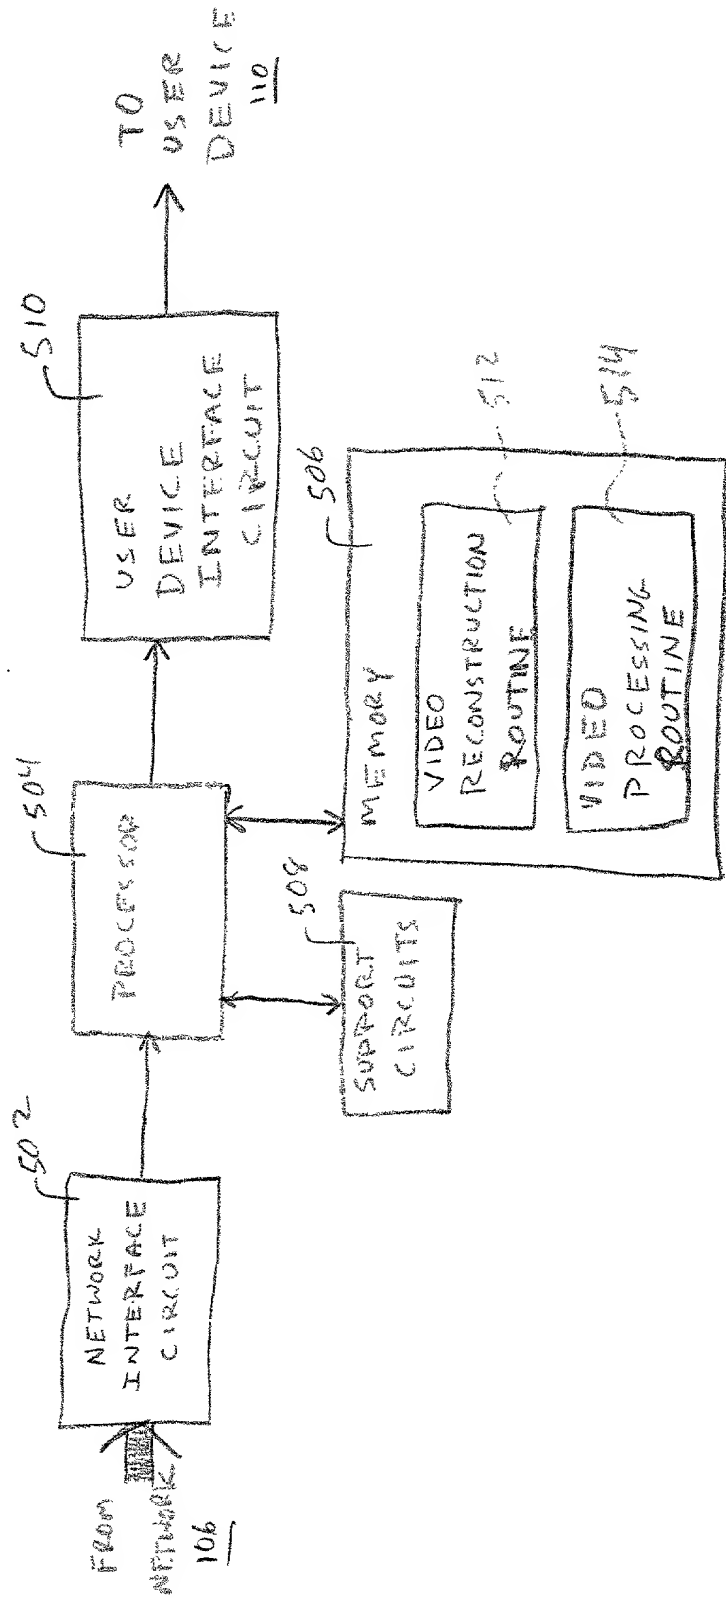 FROM
NETWORK
106
502
NETWORK
INTERFACE
CIRCUIT
504
PROCESSOR
510
USER
DEVICE
INTERFACE
CIRCUIT
TO
USER
DEVICE
110
508
SUPPORT
CIRCUITS
506
MEMORY
VIDEO
RECONSTRUCTION
ROUTINE
512
VIDEO
PROCESSING
ROUTINE
514